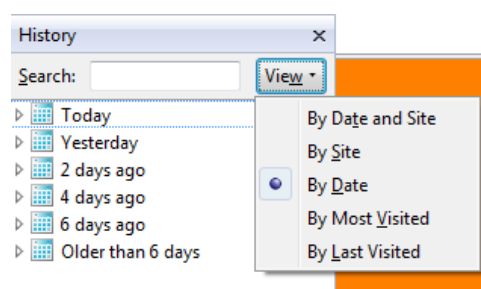 History
Search: View
Today
Yesterday
2 days ago
4 days ago
6 days ago
Older than 6 days
By Date and Site
By Site
By Date
By Most Visited
By Last Visited